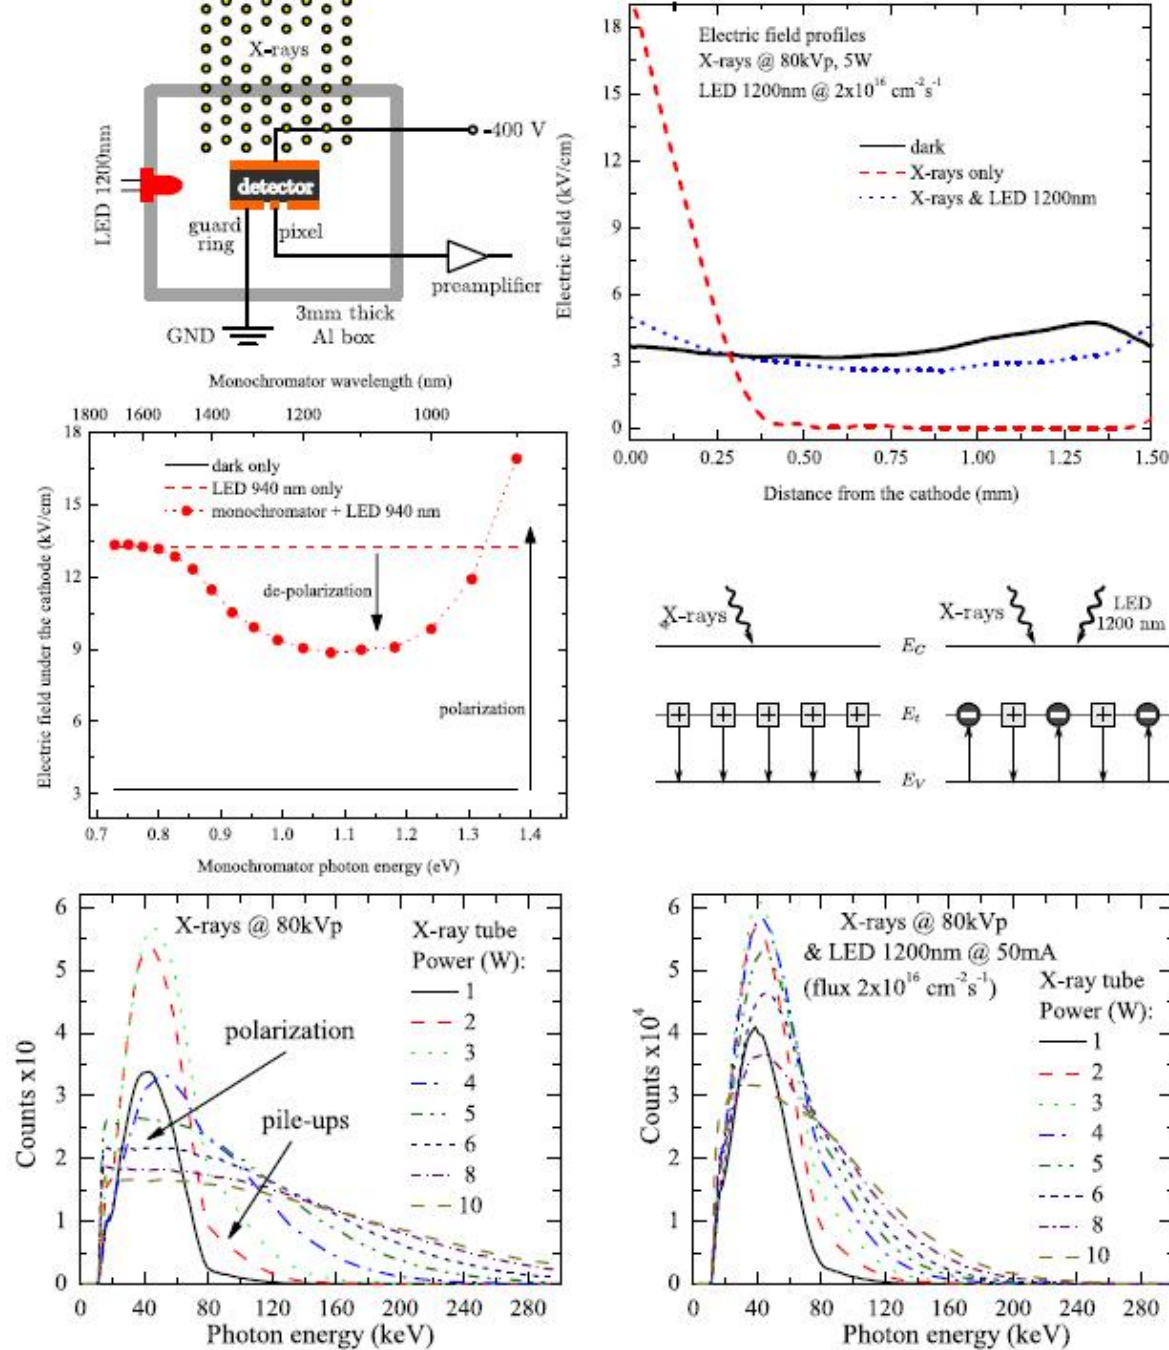 X-rays
-400 V
LED 1200nm
detector
guard
ring
pixel
preamplifier
3mm thick
Al box
GND
Electric field profiles
X-rays @ 80kVp, 5W
LED 1200nm @ 2x10¹⁶ cm⁻²s⁻¹
dark
X-rays only
X-rays & LED 1200nm
Electric field (kV/cm)
18
15
12
9
6
3
0
0.00 0.25 0.50 0.75 1.00 1.25 1.50
Distance from the cathode (mm)
Monochromator wavelength (nm)
1800 1600 1400 1200 1000
dark only
LED 940 nm only
monochromator + LED 940 nm
de-polarization
polarization
Electric field under the cathode (kV/cm)
18
15
12
9
6
3
0.7 0.8 0.9 1.0 1.1 1.2 1.3 1.4
Monochromator photon energy (eV)
X-rays
X-rays
LED
1200 nm
E_C
E_t
+ + + + +
− + − + −
E_V
X-rays @ 80kVp
X-ray tube
Power (W):
1
2
3
4
5
6
8
10
polarization
pile-ups
Counts x10
6
5
4
3
2
1
0
0 40 80 120 160 200 240 280
Photon energy (keV)
X-rays @ 80kVp
& LED 1200nm @ 50mA
(flux 2x10¹⁶ cm⁻²s⁻¹)
X-ray tube
Power (W):
1
2
3
4
5
6
8
10
Counts x10⁴
6
5
4
3
2
1
0
0 40 80 120 160 200 240 280
Photon energy (keV)